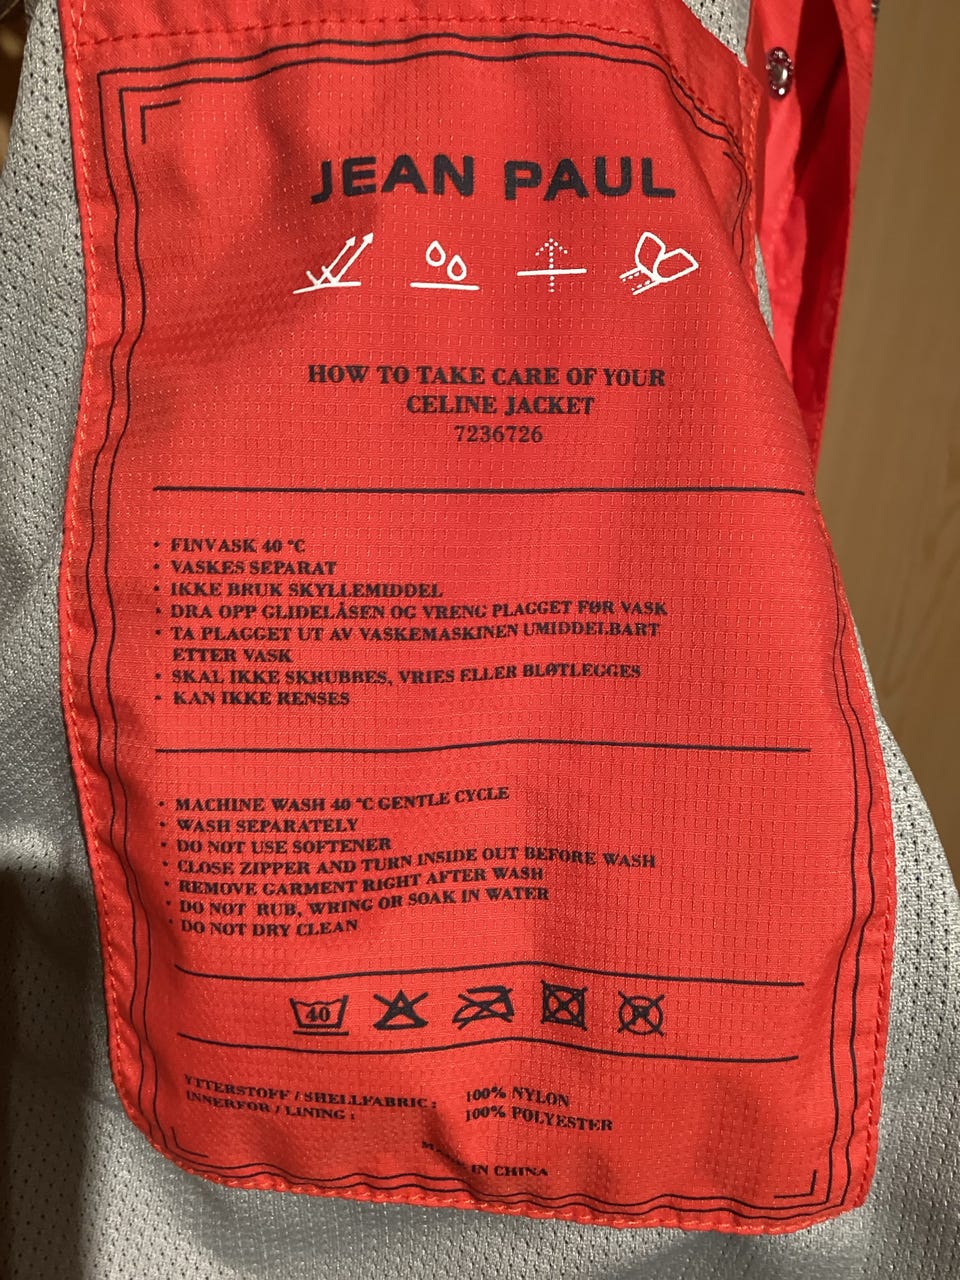 JEAN PAUL
HOW TO TAKE CARE OF YOUR
CELINE JACKET
7236726
• FINVASK 40 °C
• VASKES SEPARAT
• IKKE BRUK SKYLLEMIDDEL
• DRA OPP GLIDELÅSEN OG VRENG PLAGGET FØR VASK
• TA PLAGGET UT AV VASKEMASKINEN UMIDDELBART
ETTER VASK
• SKAL IKKE SKRUBBES, VRIES ELLER BLØTLEGGES
• KAN IKKE RENSES
• MACHINE WASH 40 °C GENTLE CYCLE
• WASH SEPARATELY
• DO NOT USE SOFTENER
• CLOSE ZIPPER AND TURN INSIDE OUT BEFORE WASH
• REMOVE GARMENT RIGHT AFTER WASH
• DO NOT RUB, WRING OR SOAK IN WATER
• DO NOT DRY CLEAN
40
YTTERSTOFF / SHELLFABRIC : 100% NYLON
INNERFOR / LINING : 100% POLYESTER
IN CHINA